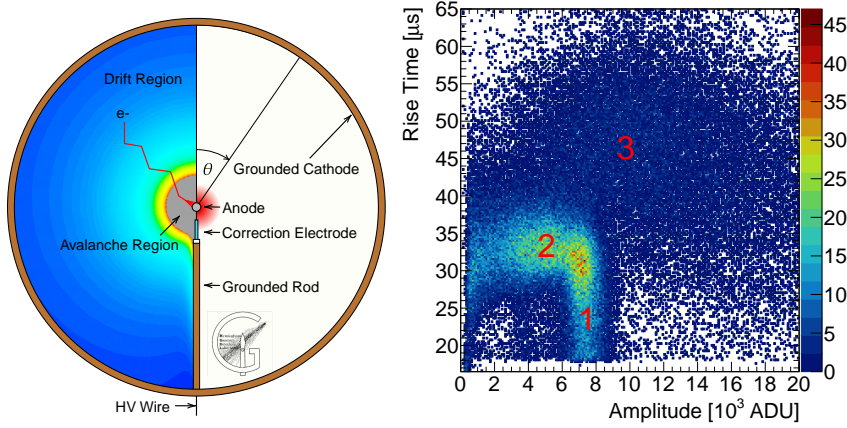 Drift Region
e-
θ
Grounded Cathode
Anode
Avalanche Region
Correction Electrode
Grounded Rod
G
HV Wire
Rise Time [μs]
65
60
55
50
45
40
35
30
25
20
0
2
4
6
8
10
12
14
16
18
20
Amplitude [10³ ADU]
1
2
3
45
40
35
30
25
20
15
10
5
0